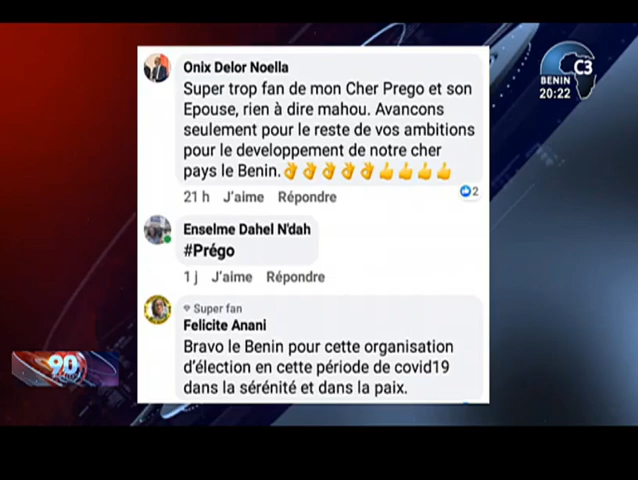 Onix Delor Noella
Super trop fan de mon Cher Prego et son
Epouse, rien à dire mahou. Avancons
seulement pour le reste de vos ambitions
pour le developpement de notre cher
pays le Benin.👌👌👌👌👌👍👍👍👍
21 h J'aime Répondre
2
Enselme Dahel N'dah
#Prégo
1 j J'aime Répondre
Super fan
Felicite Anani
Bravo le Benin pour cette organisation
d'élection en cette période de covid19
dans la sérénité et dans la paix.
C3
BENIN
20:22
90